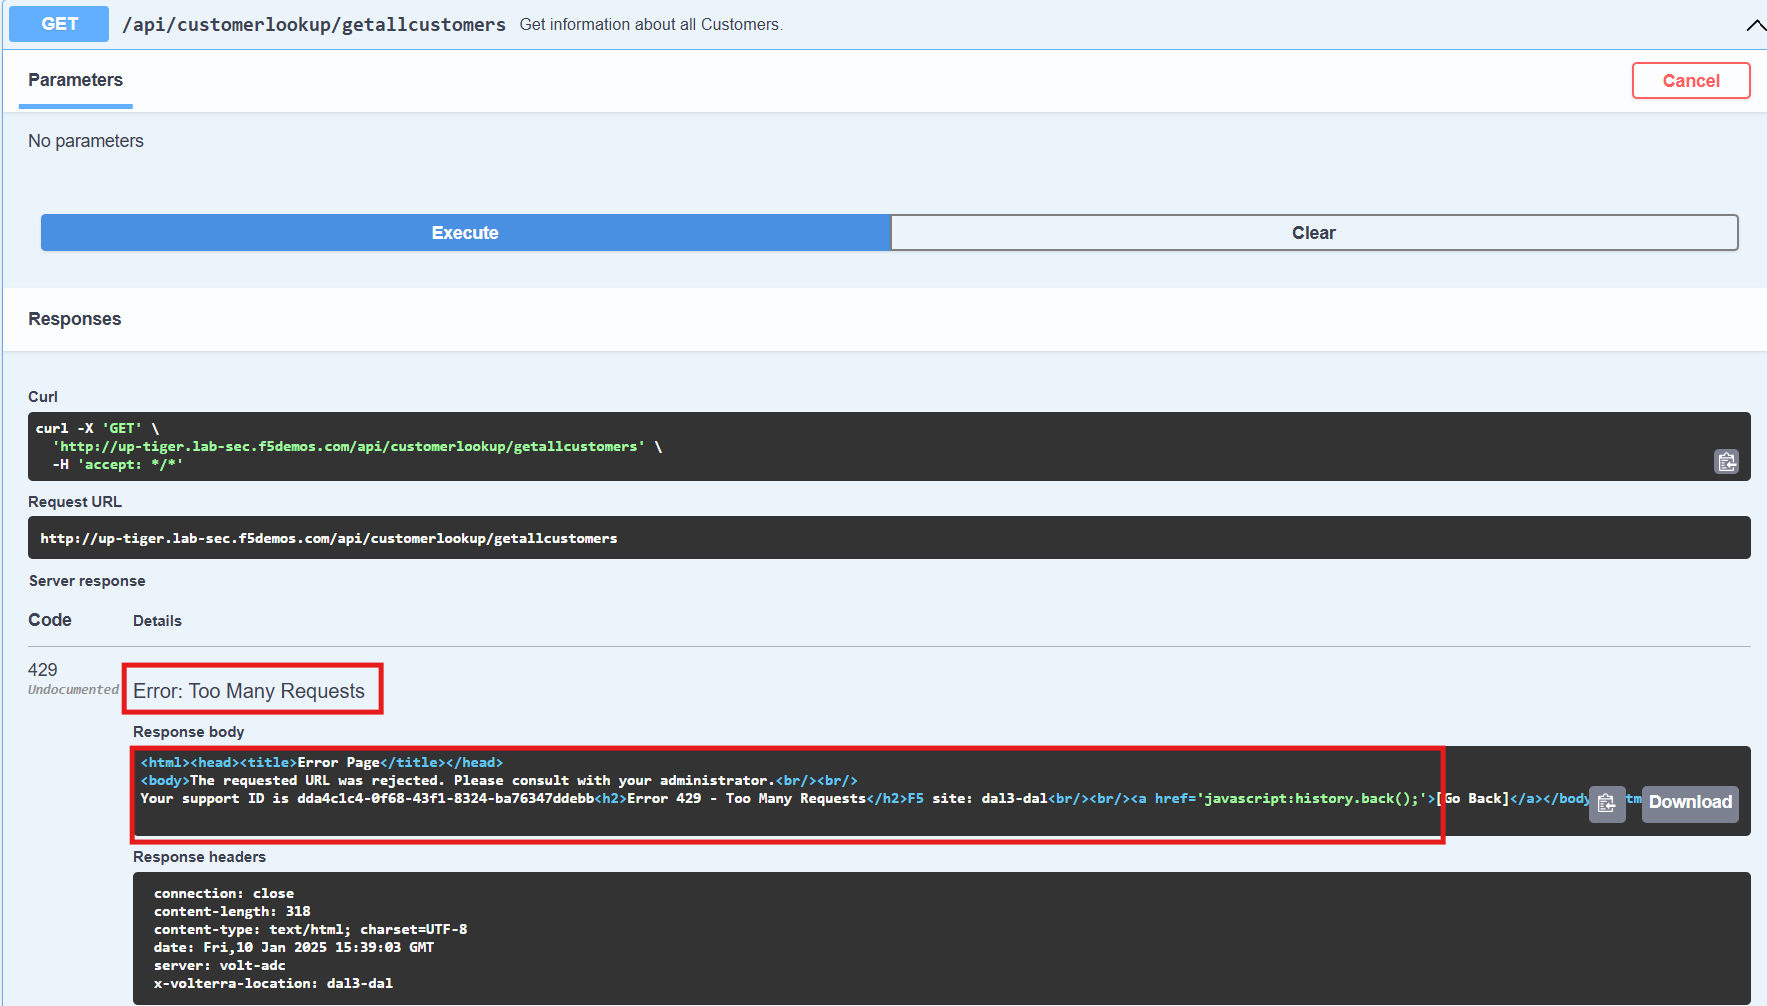 GET /api/customerlookup/getallcustomers Get information about all Customers.
Parameters
Cancel
No parameters
Execute
Clear
Responses
Curl
curl -X 'GET' \
'http://up-tiger.lab-sec.f5demos.com/api/customerlookup/getallcustomers' \
-H 'accept: */*'
Request URL
http://up-tiger.lab-sec.f5demos.com/api/customerlookup/getallcustomers
Server response
Code Details
429
Undocumented
Error: Too Many Requests
Response body
<html><head><title>Error Page</title></head>
<body>The requested URL was rejected. Please consult with your administrator.<br/><br/>
Your support ID is dda4c1c4-0f68-43f1-8324-ba76347ddebb<h2>Error 429 - Too Many Requests</h2>F5 site: dal3-dal<br/><br/><a href='javascript:history.back();'>[Go Back]</a></body
Download
Response headers
connection: close
content-length: 318
content-type: text/html; charset=UTF-8
date: Fri,10 Jan 2025 15:39:03 GMT
server: volt-adc
x-volterra-location: dal3-dal